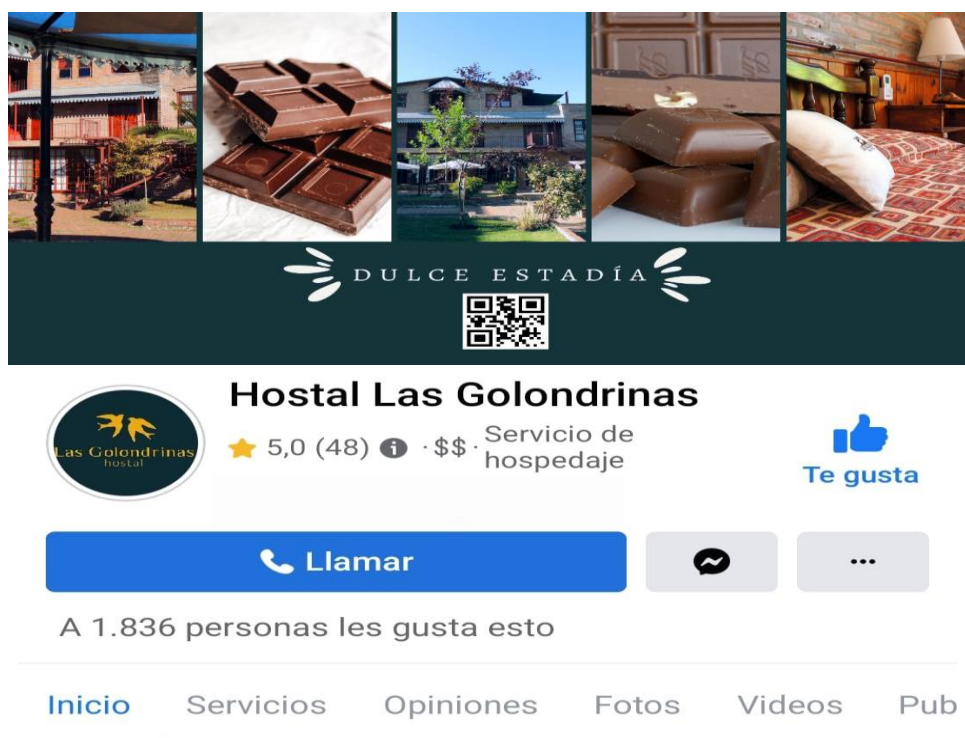 DULCE ESTADÍA
Hostal Las Golondrinas
Las Golondrinas
hostal
5,0 (48) · $$ · Servicio de
hospedaje
Te gusta
Llamar
A 1.836 personas les gusta esto
Inicio Servicios Opiniones Fotos Videos Pub